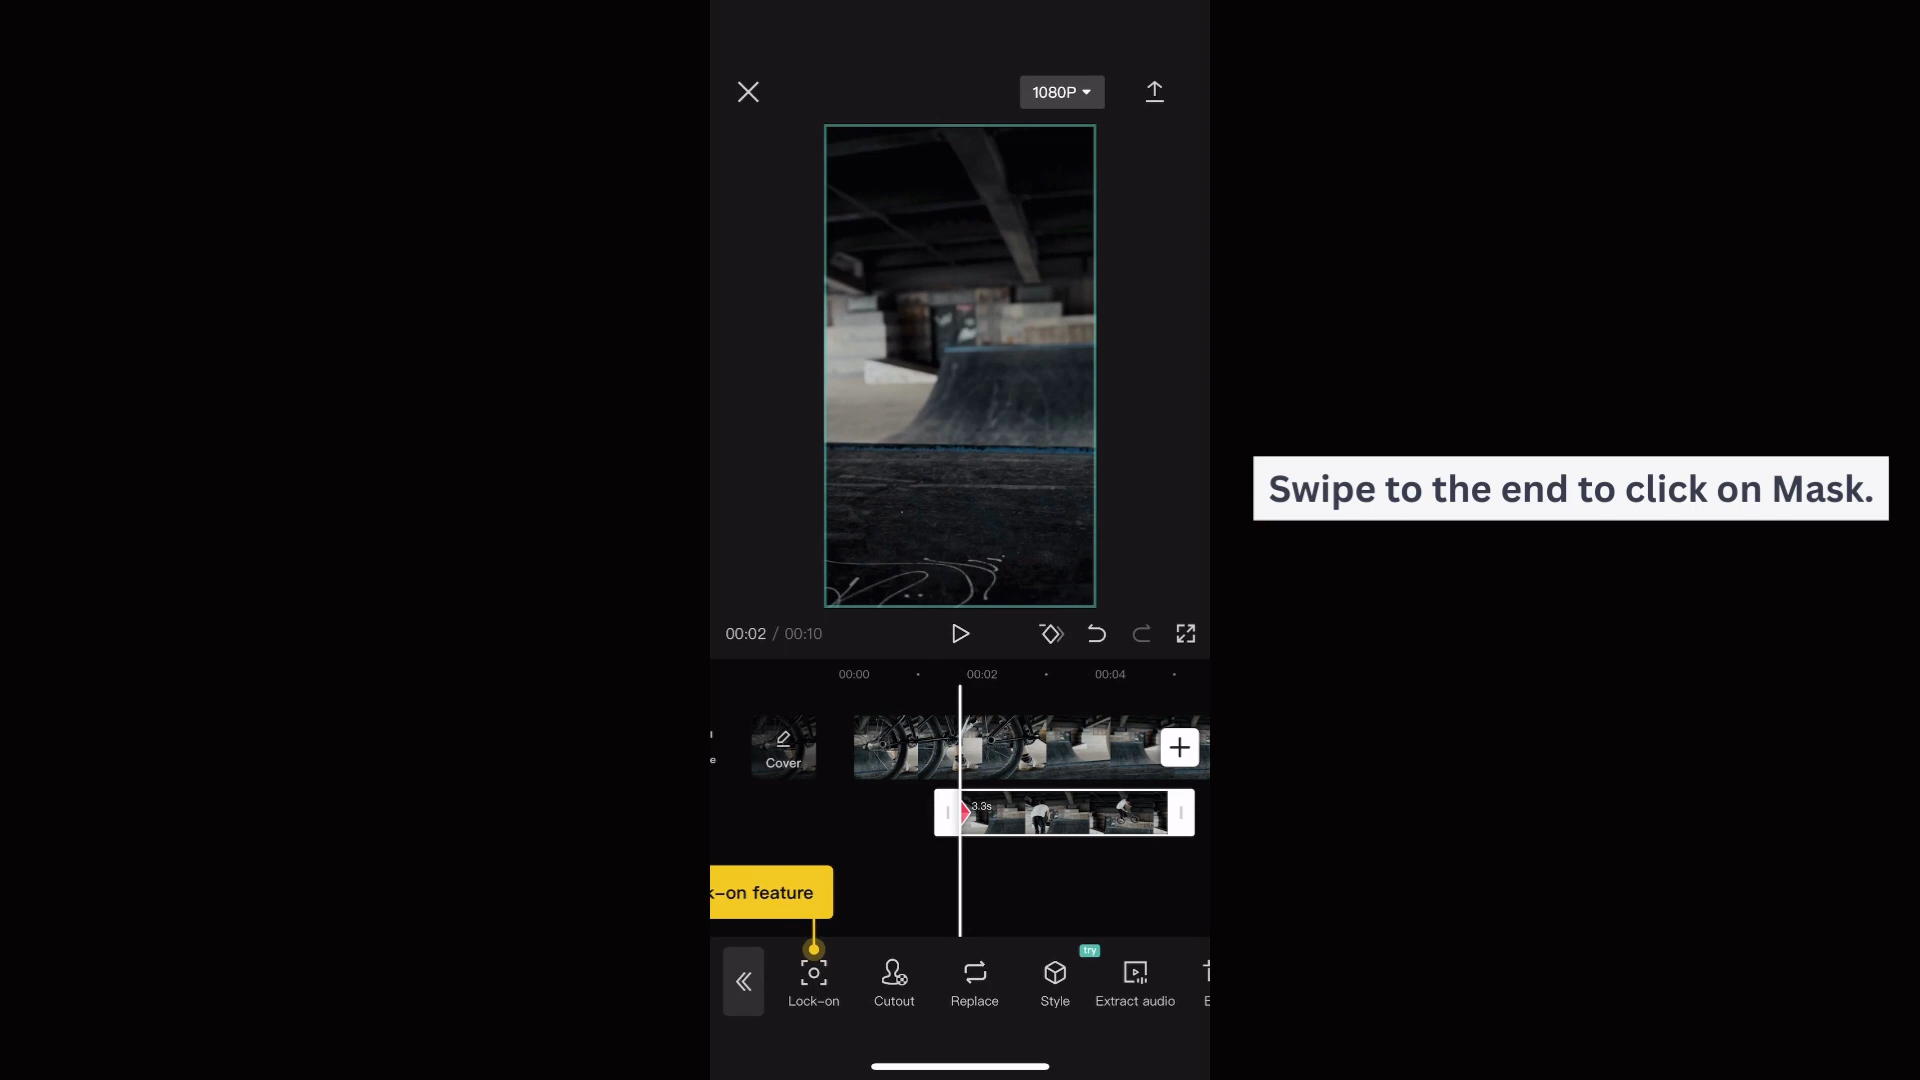 1080P
Swipe to the end to click on Mask.
00:02 / 00:10
00:00
00:02
00:04
e
Cover
3.3s
k-on feature
try
Lock-on
Cutout
Replace
Style
Extract audio
E